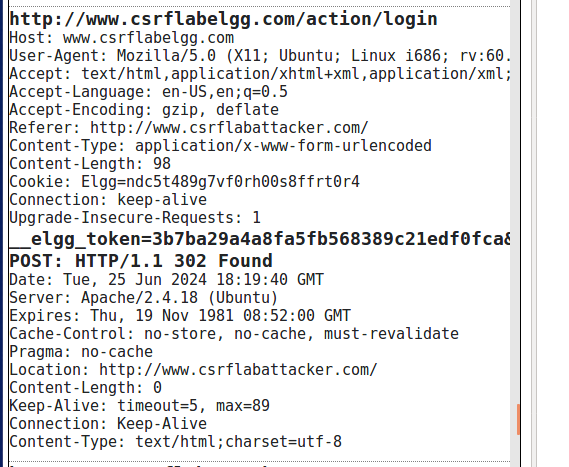 http://www.csrflabelgg.com/action/login
Host: www.csrflabelgg.com
User-Agent: Mozilla/5.0 (X11; Ubuntu; Linux i686; rv:60.
Accept: text/html,application/xhtml+xml,application/xml;
Accept-Language: en-US,en;q=0.5
Accept-Encoding: gzip, deflate
Referer: http://www.csrflabattacker.com/
Content-Type: application/x-www-form-urlencoded
Content-Length: 98
Cookie: Elgg=ndc5t489g7vf0rh00s8ffrt0r4
Connection: keep-alive
Upgrade-Insecure-Requests: 1
__elgg_token=3b7ba29a4a8fa5fb568389c21edf0fca&
POST: HTTP/1.1 302 Found
Date: Tue, 25 Jun 2024 18:19:40 GMT
Server: Apache/2.4.18 (Ubuntu)
Expires: Thu, 19 Nov 1981 08:52:00 GMT
Cache-Control: no-store, no-cache, must-revalidate
Pragma: no-cache
Location: http://www.csrflabattacker.com/
Content-Length: 0
Keep-Alive: timeout=5, max=89
Connection: Keep-Alive
Content-Type: text/html;charset=utf-8